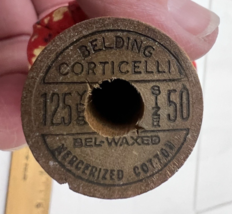 BELDING
CORTICELLI
125 YDS SIZE 50
BEL-WAXED
MERCERIZED COTTON